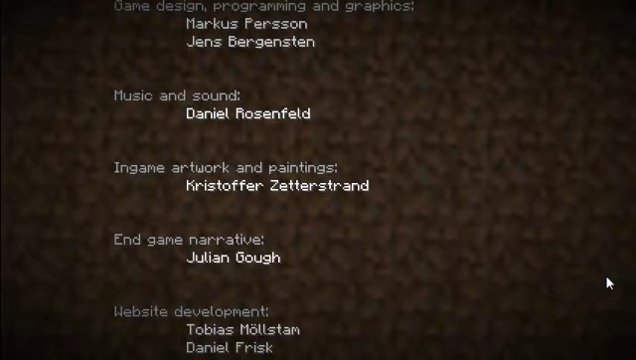 Game design, programming and graphics:
Markus Persson
Jens Bergensten
Music and sound:
Daniel Rosenfeld
Ingame artwork and paintings:
Kristoffer Zetterstrand
End game narrative:
Julian Gough
Website development:
Tobias Möllstam
Daniel Frisk